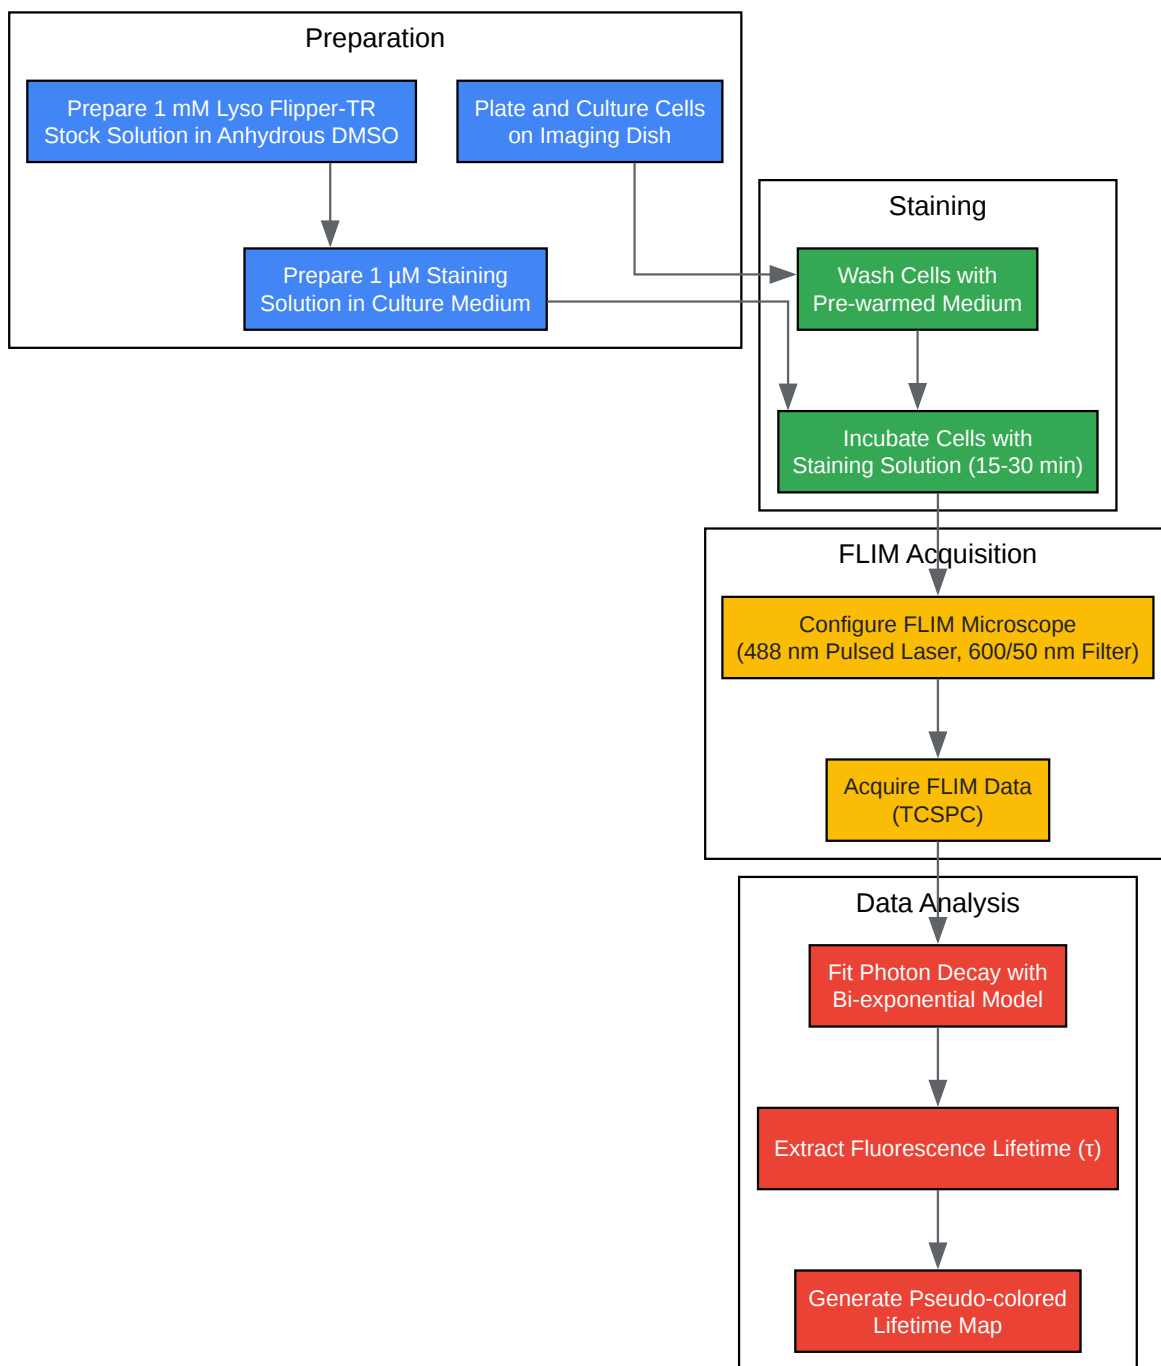 Preparation
Prepare 1 mM Lyso Flipper-TR
Stock Solution in Anhydrous DMSO
Plate and Culture Cells
on Imaging Dish
Prepare 1 µM Staining
Solution in Culture Medium
Staining
Wash Cells with
Pre-warmed Medium
Incubate Cells with
Staining Solution (15-30 min)
FLIM Acquisition
Configure FLIM Microscope
(488 nm Pulsed Laser, 600/50 nm Filter)
Acquire FLIM Data
(TCSPC)
Data Analysis
Fit Photon Decay with
Bi-exponential Model
Extract Fluorescence Lifetime (τ)
Generate Pseudo-colored
Lifetime Map